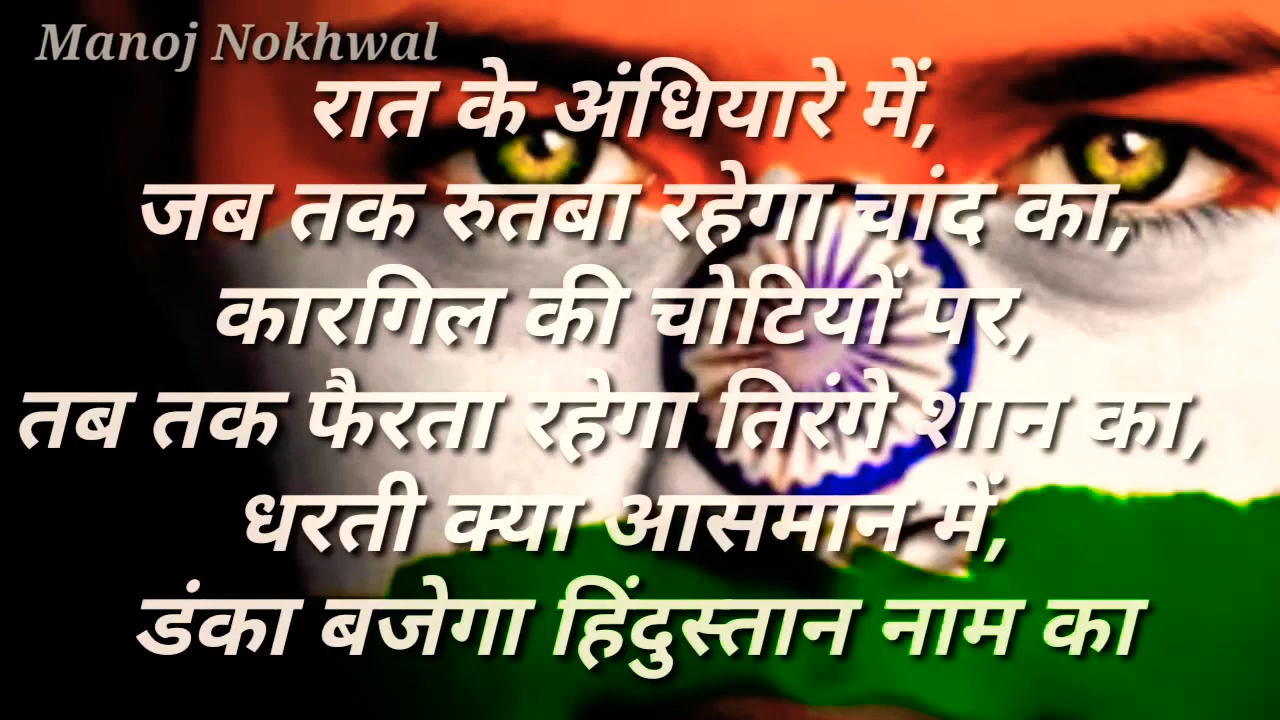 Manoj Nokhwal
रात के अंधियारे में,
जब तक रुतबा रहेगा चांद का,
कारगिल की चोटियों पर,
तब तक फैरता रहेगा तिरंगे शान का,
धरती क्या आसमान में,
डंका बजेगा हिंदुस्तान नाम का